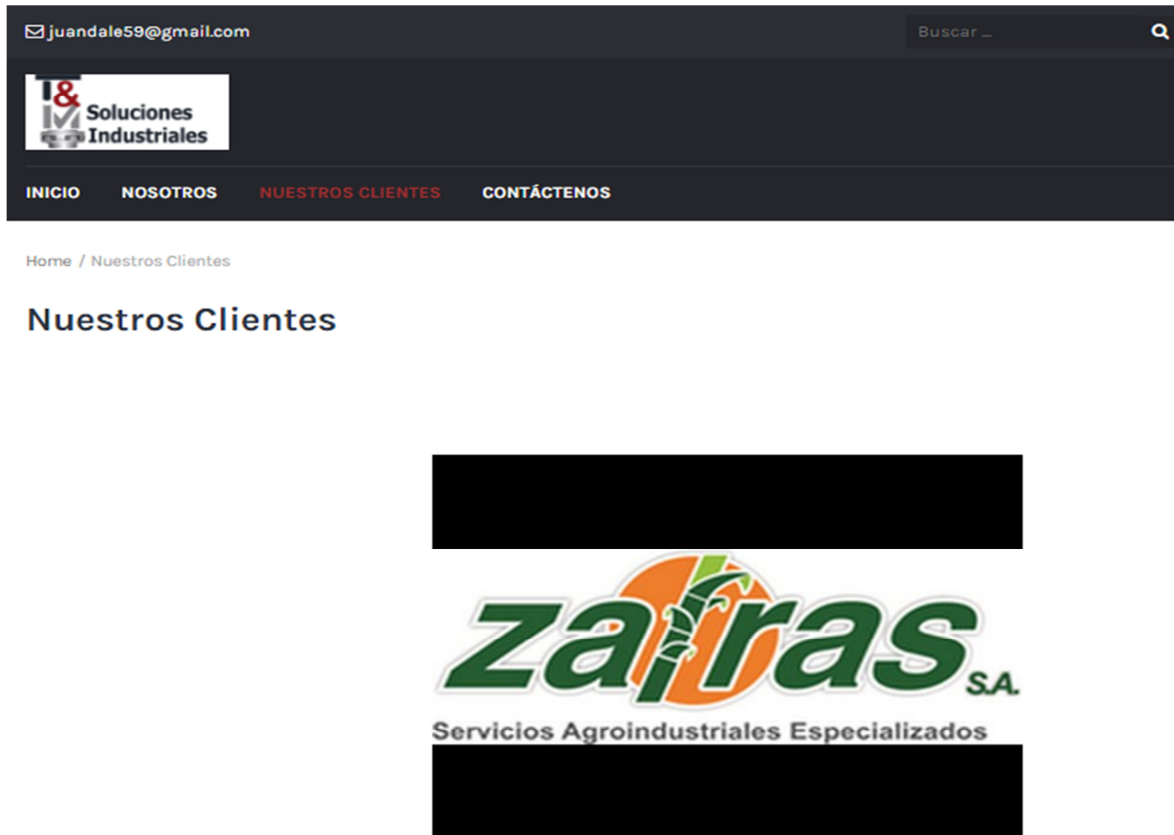 juandale59@gmail.com
Buscar ...
T&M Soluciones
Industriales
INICIO NOSOTROS NUESTROS CLIENTES CONTÁCTENOS
Home / Nuestros Clientes
Nuestros Clientes
zafras S.A.
Servicios Agroindustriales Especializados